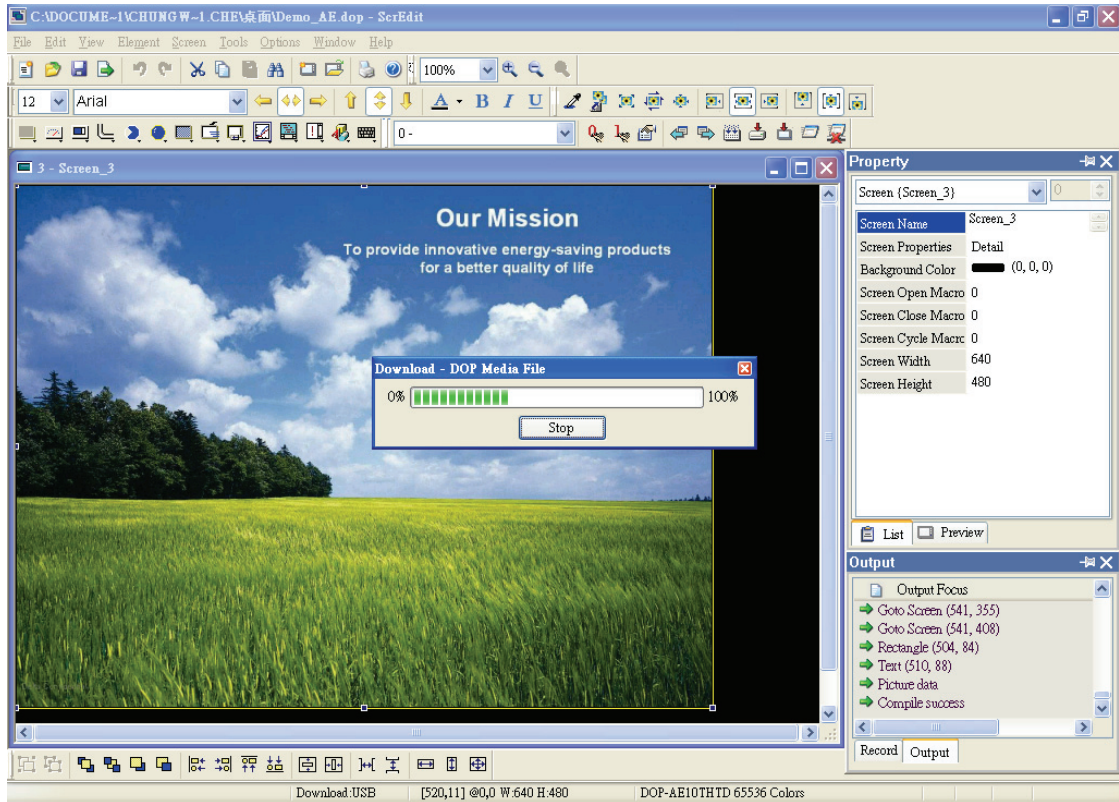 C:\DOCUME~1\CHUNGW~1.CHE\桌面\Demo_AE.dop - ScrEdit
File Edit View Element Screen Tools Options Window Help
100%
12 Arial A B I U
0 -
3 - Screen_3
Our Mission
To provide innovative energy-saving products
for a better quality of life
Download - DOP Media File
0% 100%
Stop
Property
Screen {Screen_3} 0
Screen Name Screen_3
Screen Properties Detail
Background Color (0, 0, 0)
Screen Open Macro 0
Screen Close Macro 0
Screen Cycle Macro 0
Screen Width 640
Screen Height 480
List Preview
Output
Output Focus
Goto Screen (541, 355)
Goto Screen (541, 408)
Rectangle (504, 84)
Text (510, 88)
Picture data
Compile success
Record Output
Download:USB [520,11] @0,0 W:640 H:480 DOP-AE10THTD 65536 Colors